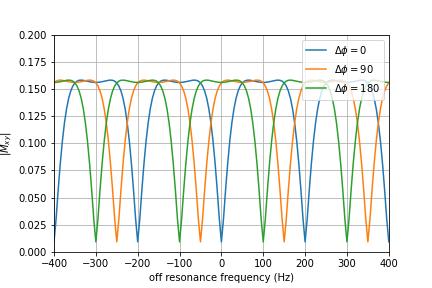 0.200
0.175
0.150
0.125
0.100
0.075
0.050
0.025
0.000
|Mxy|
−400 −300 −200 −100 0 100 200 300 400
off resonance frequency (Hz)
Δϕ = 0
Δϕ = 90
Δϕ = 180